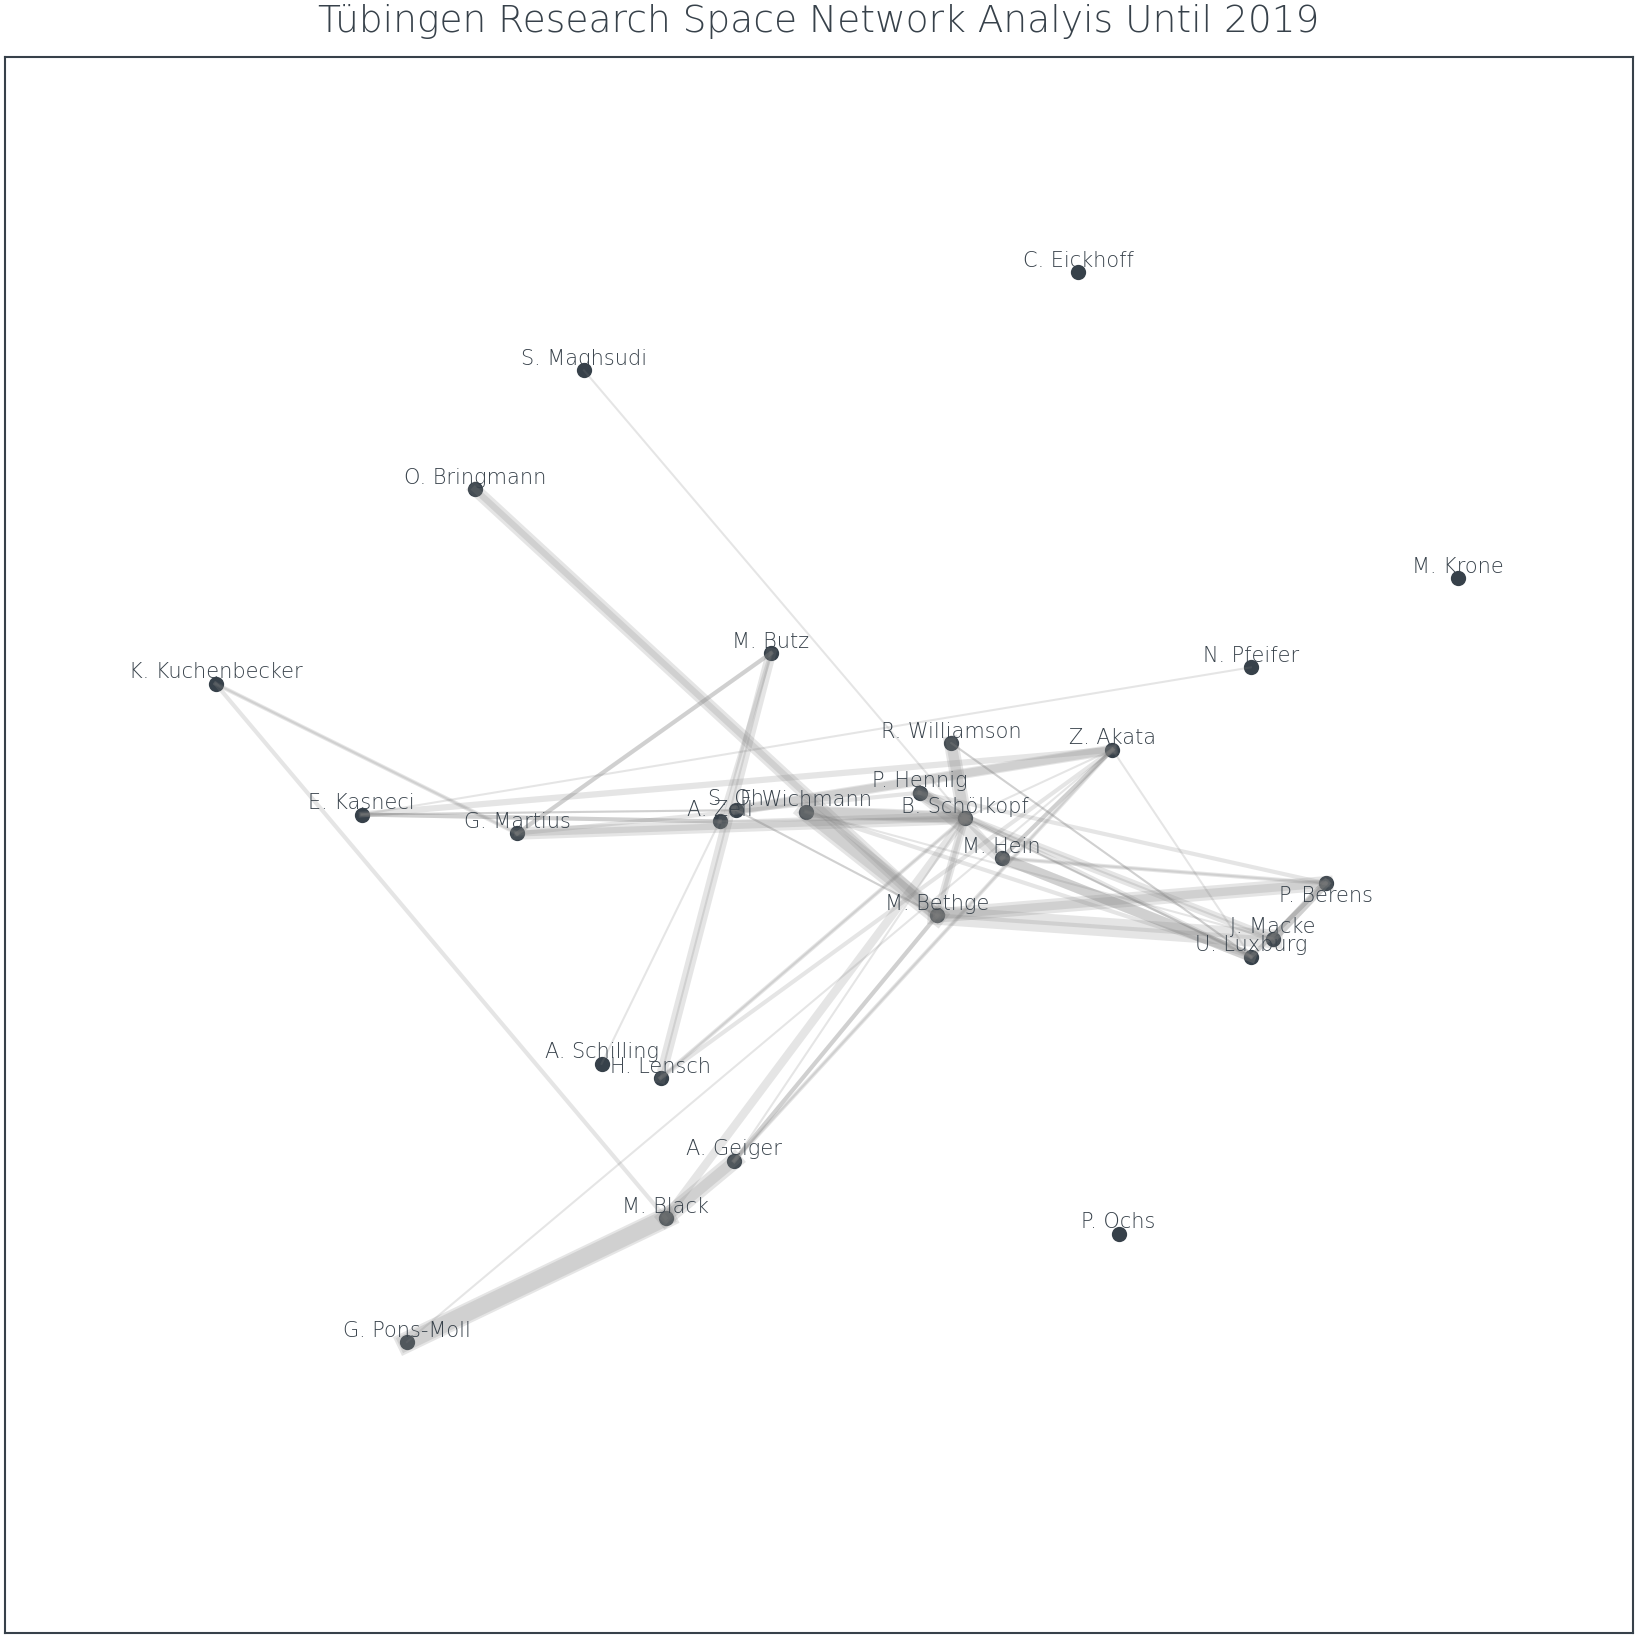 Tübingen Research Space Network Analyis Until 2019
C. Eickhoff
S. Maghsudi
O. Bringmann
M. Krone
M. Butz
N. Pfeifer
K. Kuchenbecker
R. Williamson
Z. Akata
P. Hennig
E. Kasneci
S.
F. Wichmann
A. Zell
B. Schölkopf
G. Martius
M. Hein
P. Berens
M. Bethge
J. Macke
U. Luxburg
A. Schilling
H. Lensch
A. Geiger
M. Black
P. Ochs
G. Pons-Moll